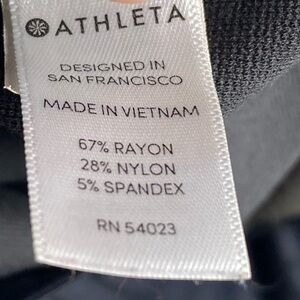 ATHLETA
DESIGNED IN
SAN FRANCISCO
MADE IN VIETNAM
67% RAYON
28% NYLON
5% SPANDEX
RN 54023